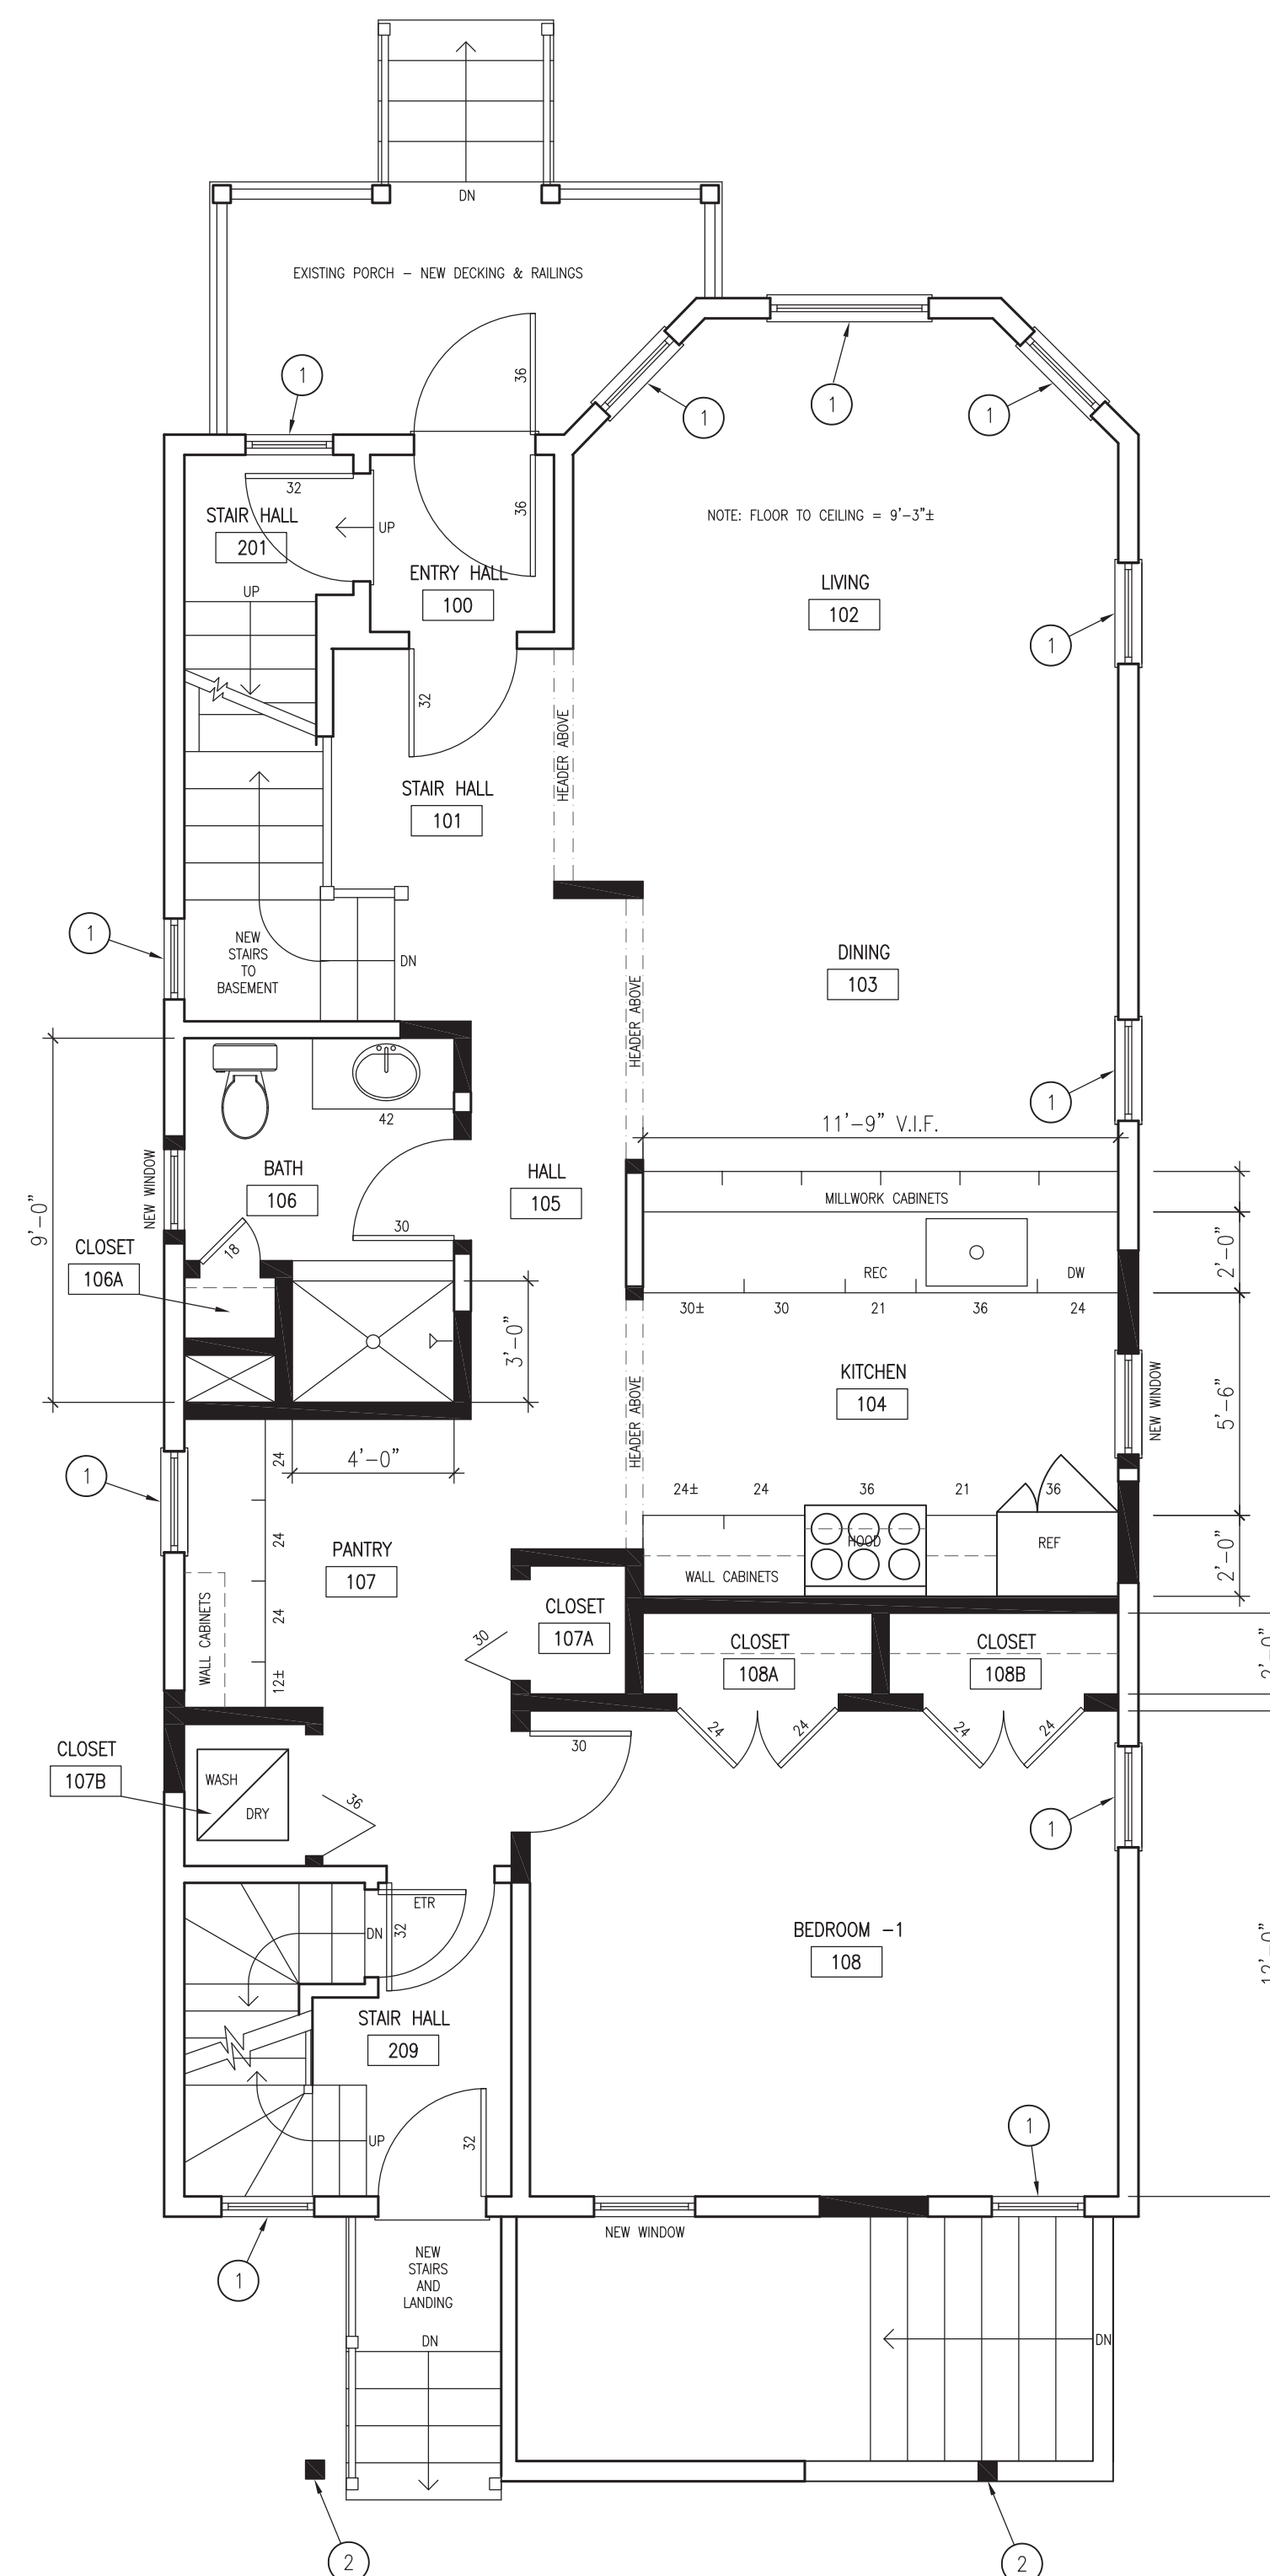 DN
EXISTING PORCH – NEW DECKING & RAILINGS
1
36
1
1
1
32
36
NOTE: FLOOR TO CEILING = 9'-3"±
STAIR HALL
201
UP
ENTRY HALL
100
LIVING
102
UP
1
32
HEADER ABOVE
STAIR HALL
101
1
NEW
STAIRS
TO
BASEMENT
DN
DINING
103
HEADER ABOVE
1
42
11'-9" V.I.F.
BATH
106
HALL
105
NEW WINDOW
9'-0"
MILLWORK CABINETS
30
18
CLOSET
106A
REC
DW
2'-0"
30±
30
21
36
24
3'-0"
KITCHEN
104
HEADER ABOVE
NEW WINDOW
5'-6"
4'-0"
24
1
24±
24
36
21
36
24
HOOD
REF
PANTRY
107
WALL CABINETS
2'-0"
WALL CABINETS
24
12±
CLOSET
107A
30
CLOSET
108A
CLOSET
108B
2'-0"
24
24
24
24
30
CLOSET
107B
WASH
DRY
36
1
ETR
DN
32
BEDROOM -1
108
12'-0"
STAIR HALL
209
UP
32
1
NEW WINDOW
1
NEW
STAIRS
AND
LANDING
DN
DN
2
2